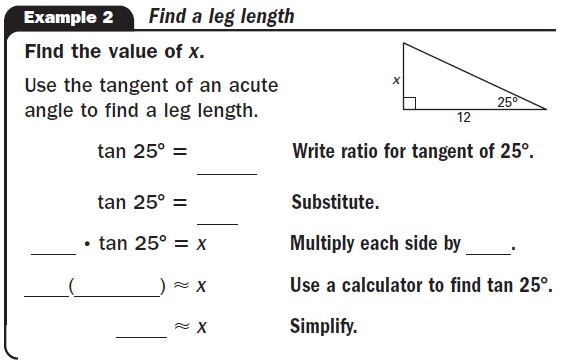 Example 2 Find a leg length
FInd the value of x.
Use the tangent of an acute
angle to find a leg length.
x
25°
12
tan 25° = ____ Write ratio for tangent of 25°.
tan 25° = ____ Substitute.
____ • tan 25° = x Multiply each side by ____.
____(________) ≈ x Use a calculator to find tan 25°.
____ ≈ x Simplify.